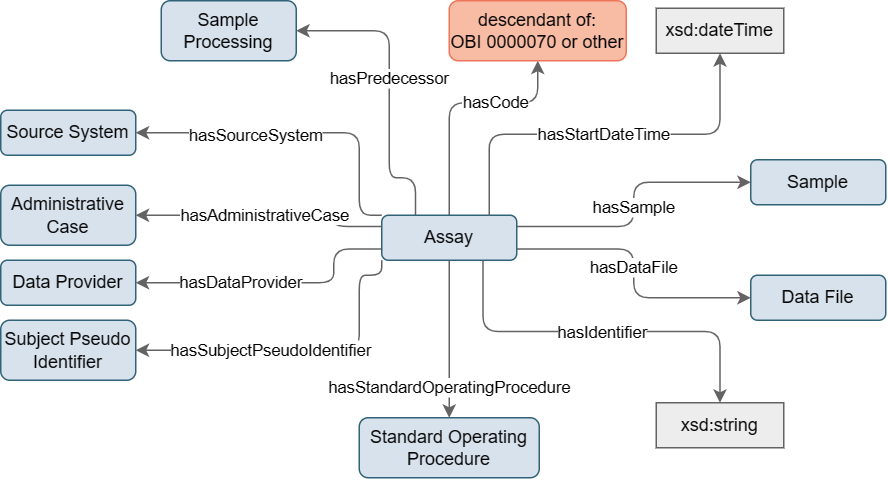 Sample
Processing
descendant of:
OBI 0000070 or other
xsd:dateTime
hasPredecessor
hasCode
Source System
hasSourceSystem
hasStartDateTime
Sample
Administrative
Case
hasAdministrativeCase
hasSample
Assay
Data Provider
hasDataProvider
hasDataFile
Data File
Subject Pseudo
Identifier
hasSubjectPseudoIdentifier
hasIdentifier
hasStandardOperatingProcedure
Standard Operating
Procedure
xsd:string